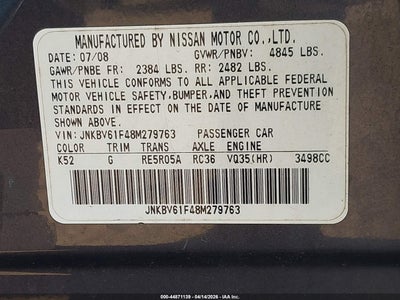 MANUFACTURED BY NISSAN MOTOR CO.,LTD.
DATE: 07/08 GVWR/PNBV: 4845 LBS.
GAWR/PNBE FR: 2384 LBS. RR: 2482 LBS.
THIS VEHICLE CONFORMS TO ALL APPLICABLE FEDERAL
MOTOR VEHICLE SAFETY,BUMPER,AND THEFT PREVENTION
STANDARDS IN EFFECT ON THE DATE OF MANUFACTURE
SHOWN ABOVE.
VIN: JNKBV61F48M279763 PASSENGER CAR
COLOR TRIM TRANS AXLE ENGINE
K52 G RE5R05A RC36 VQ35(HR) 3498CC
JNKBV61F48M279763
ID: 000-44871139 - 04/14/2026 - © IAA, LLC